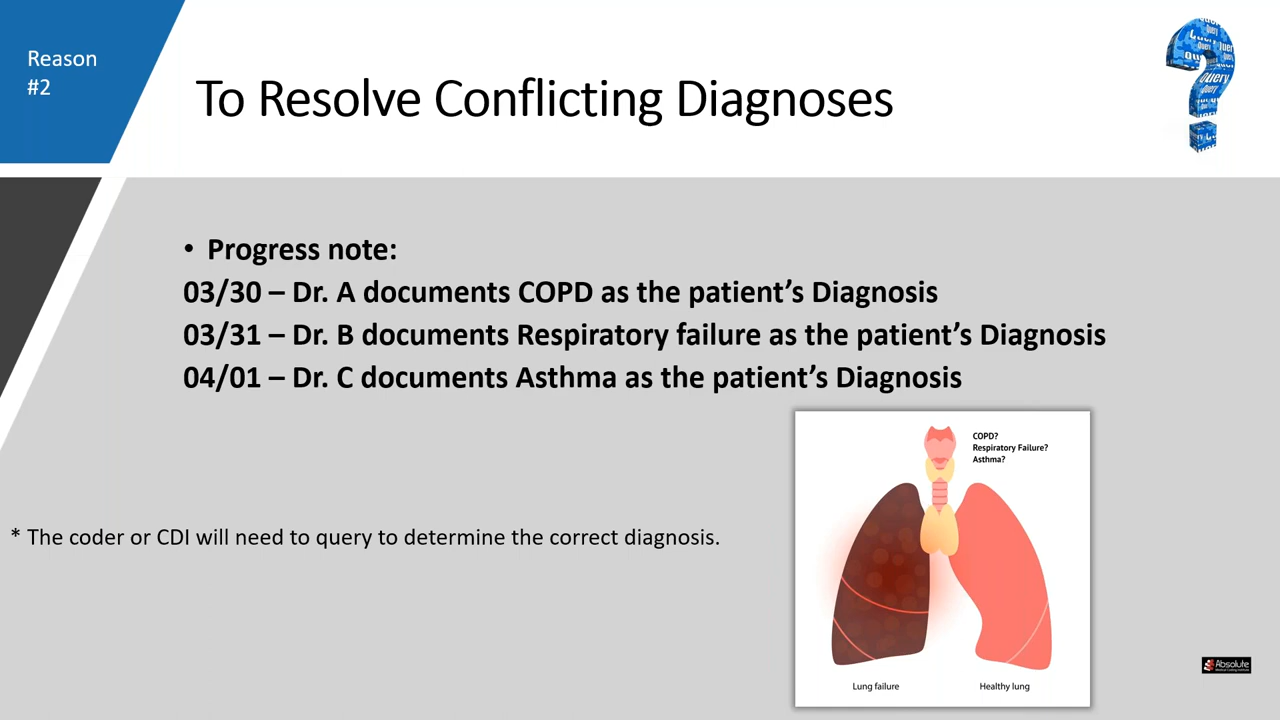 Reason
#2
To Resolve Conflicting Diagnoses
Query
• Progress note:
03/30 – Dr. A documents COPD as the patient’s Diagnosis
03/31 – Dr. B documents Respiratory failure as the patient’s Diagnosis
04/01 – Dr. C documents Asthma as the patient’s Diagnosis
COPD?
Respiratory Failure?
Asthma?
* The coder or CDI will need to query to determine the correct diagnosis.
Lung failure
Healthy lung
Absolute